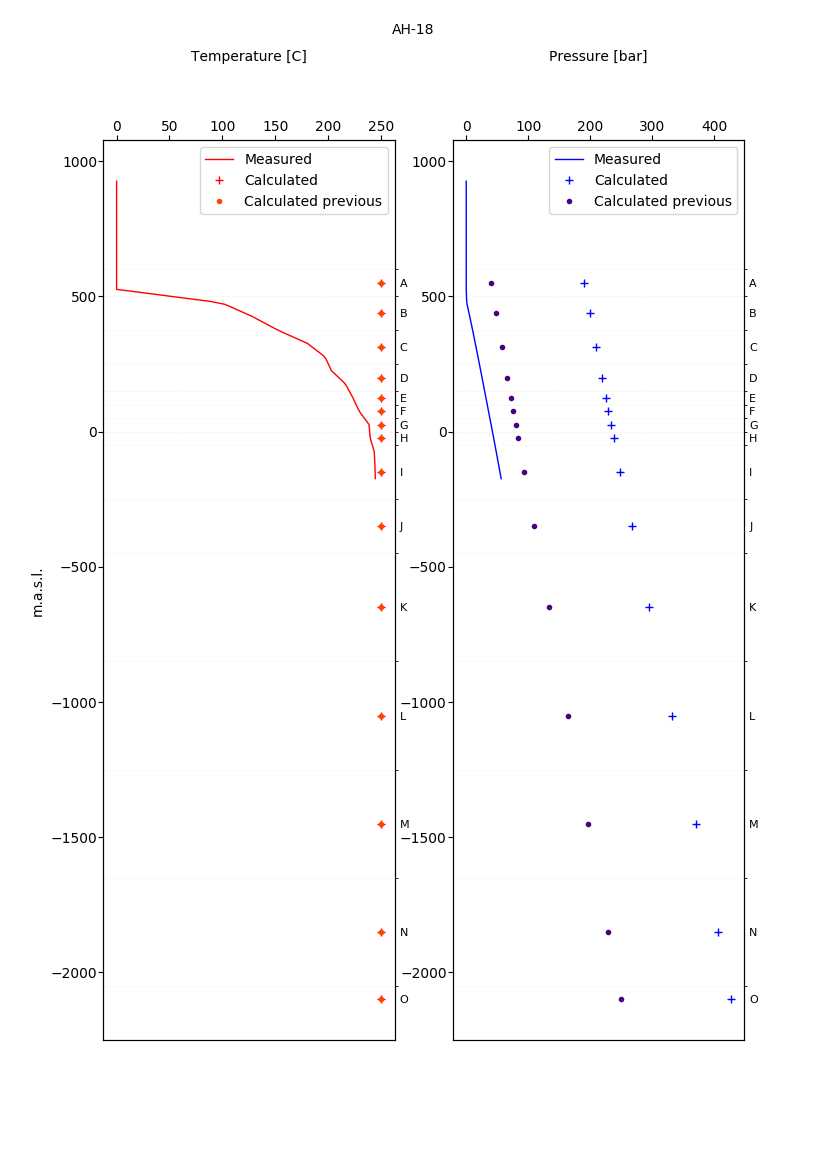 AH-18
Temperature [C]
Pressure [bar]
0 50 100 150 200 250
0 100 200 300 400
1000
500
0
−500
−1000
−1500
−2000
m.a.s.l.
Measured
Calculated
Calculated previous
A
B
C
D
E
F
G
H
I
J
K
L
M
N
O
1000
500
0
−500
−1000
−1500
−2000
Measured
Calculated
Calculated previous
A
B
C
D
E
F
G
H
I
J
K
L
M
N
O